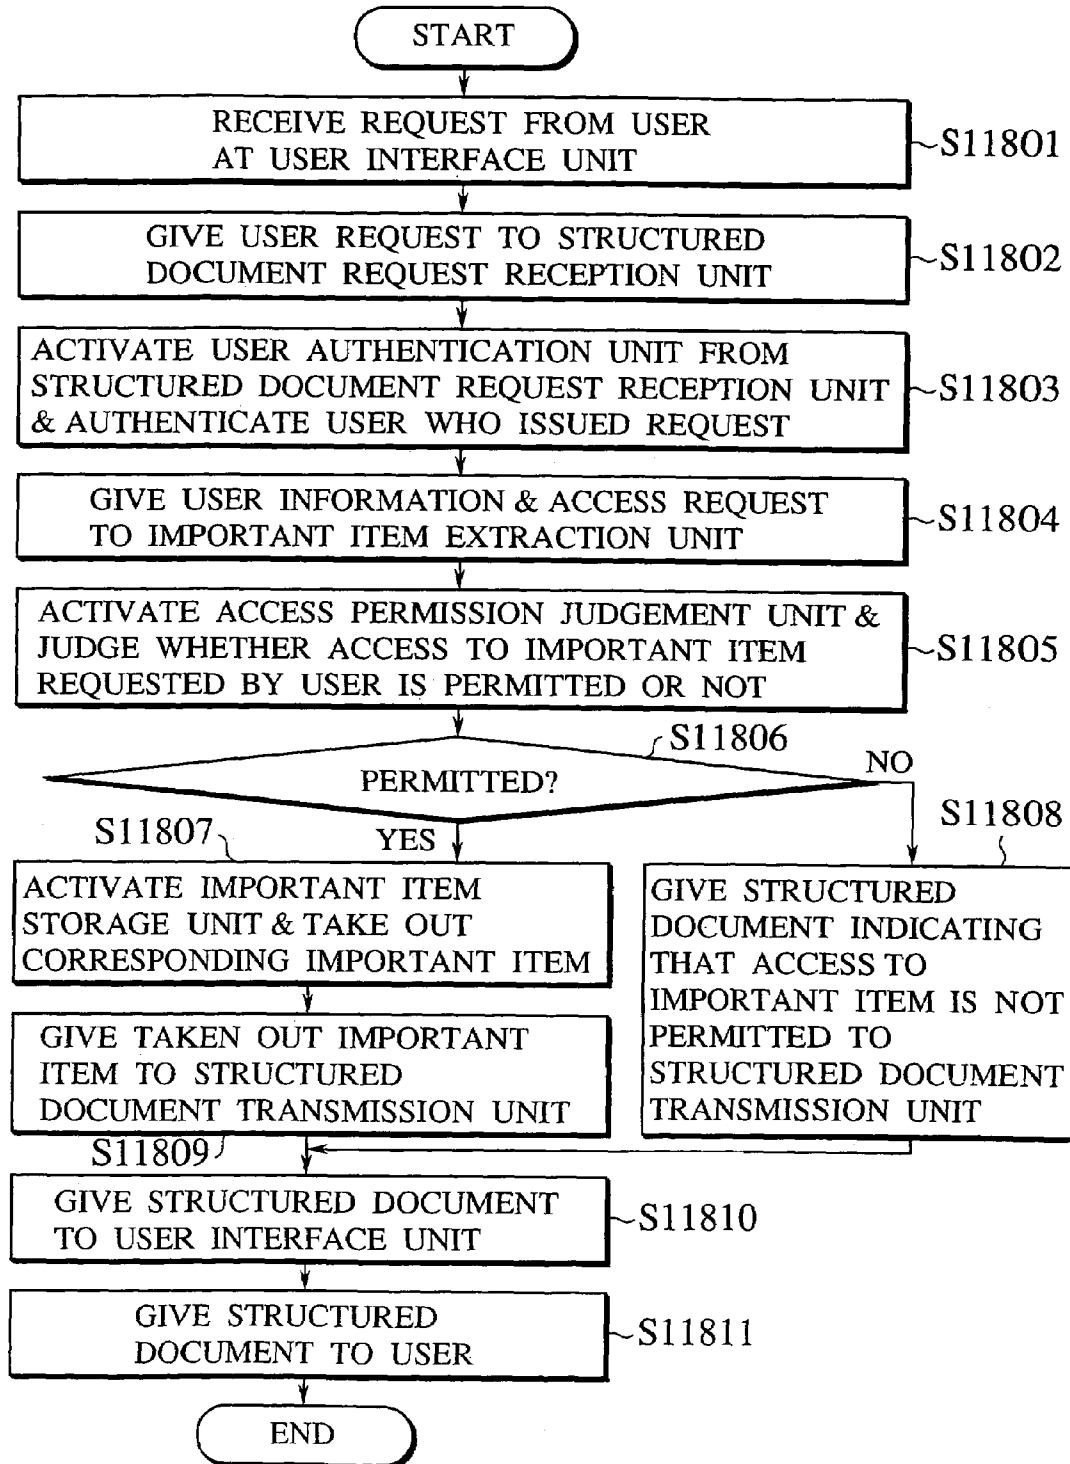 START
RECEIVE REQUEST FROM USER
AT USER INTERFACE UNIT
S11801
GIVE USER REQUEST TO STRUCTURED
DOCUMENT REQUEST RECEPTION UNIT
S11802
ACTIVATE USER AUTHENTICATION UNIT FROM
STRUCTURED DOCUMENT REQUEST RECEPTION UNIT
& AUTHENTICATE USER WHO ISSUED REQUEST
S11803
GIVE USER INFORMATION & ACCESS REQUEST
TO IMPORTANT ITEM EXTRACTION UNIT
S11804
ACTIVATE ACCESS PERMISSION JUDGEMENT UNIT &
JUDGE WHETHER ACCESS TO IMPORTANT ITEM
REQUESTED BY USER IS PERMITTED OR NOT
S11805
S11806
PERMITTED?
NO
YES
S11807
ACTIVATE IMPORTANT ITEM
STORAGE UNIT & TAKE OUT
CORRESPONDING IMPORTANT ITEM
S11808
GIVE STRUCTURED
DOCUMENT INDICATING
THAT ACCESS TO
IMPORTANT ITEM IS NOT
PERMITTED TO
STRUCTURED DOCUMENT
TRANSMISSION UNIT
GIVE TAKEN OUT IMPORTANT
ITEM TO STRUCTURED
DOCUMENT TRANSMISSION UNIT
S11809
GIVE STRUCTURED DOCUMENT
TO USER INTERFACE UNIT
S11810
GIVE STRUCTURED
DOCUMENT TO USER
S11811
END